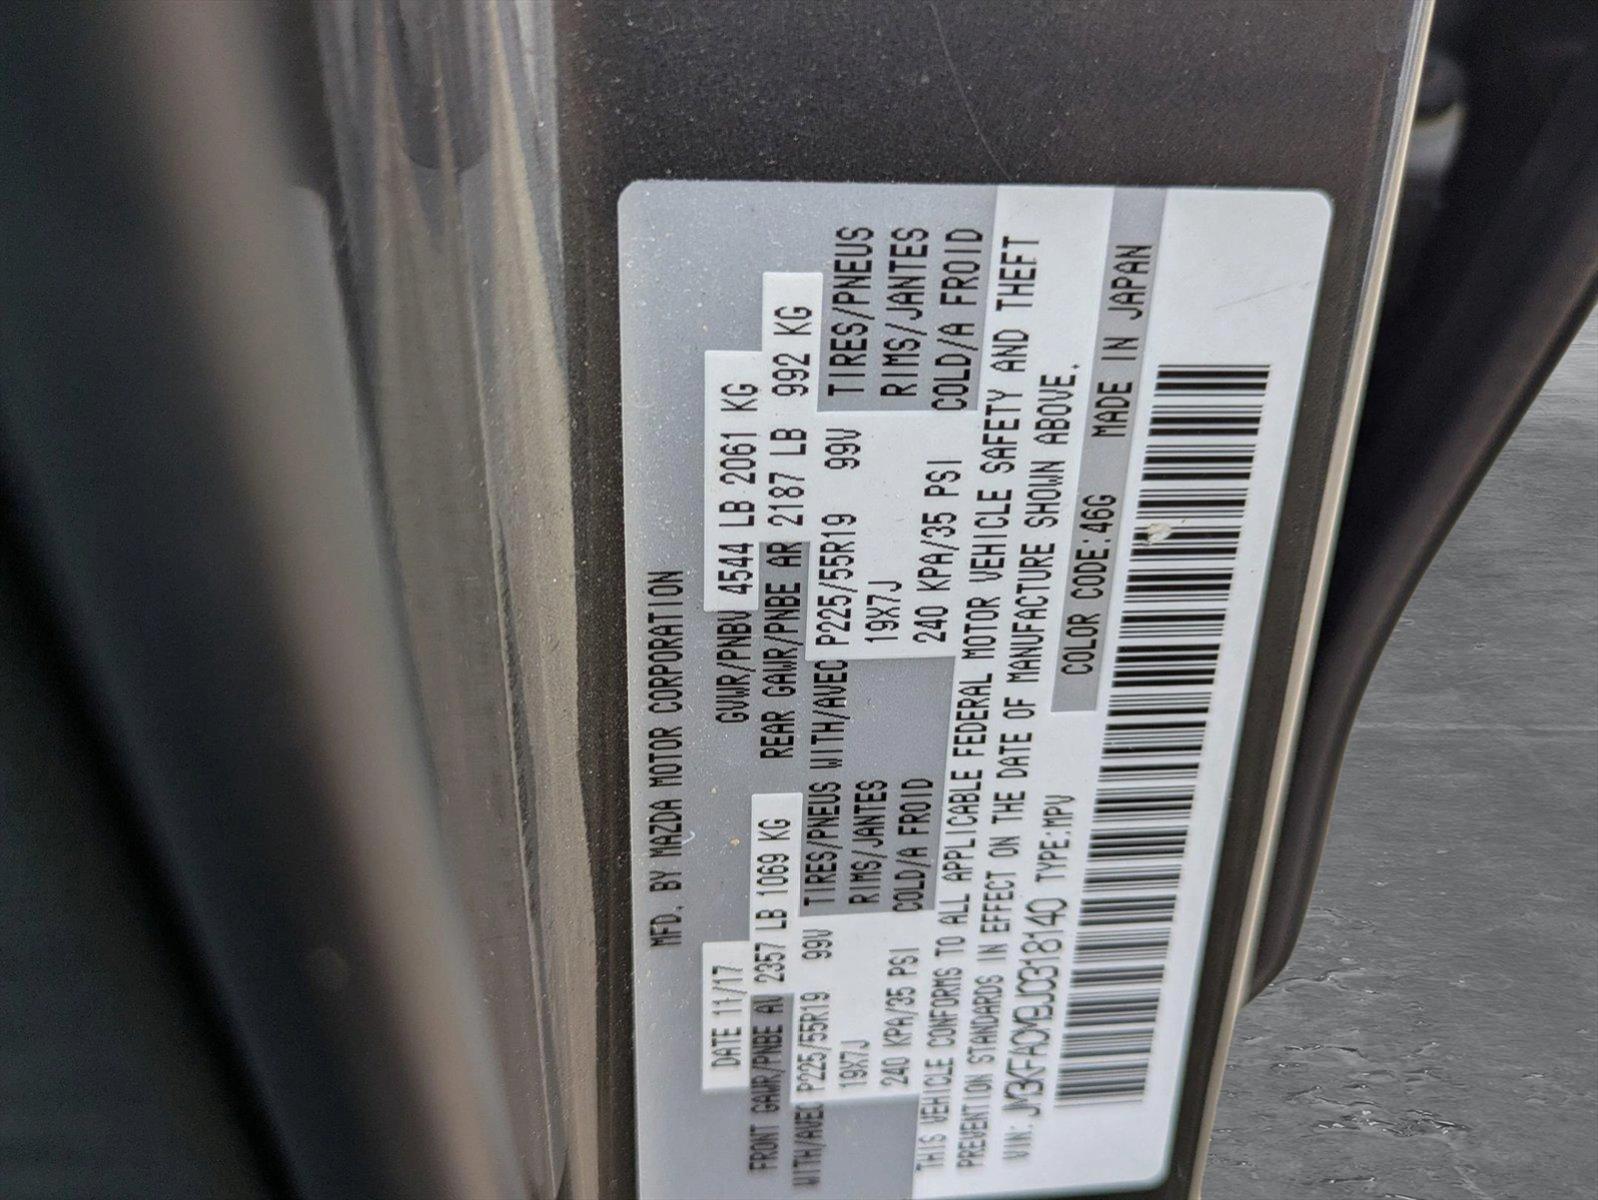 MFD. BY MAZDA MOTOR CORPORATION
DATE 11/17 GVWR/PNBV 4544 LB 2061 KG
FRONT GAWR/PNBE AV 2357 LB 1069 KG REAR GAWR/PNBE AR 2187 LB 992 KG
WITH/AVEC P225/55R19 99V TIRES/PNEUS WITH/AVEC P225/55R19 99V TIRES/PNEUS
19X7J RIMS/JANTES 19X7J RIMS/JANTES
240 KPA/35 PSI COLD/A FROID 240 KPA/35 PSI COLD/A FROID
THIS VEHICLE CONFORMS TO ALL APPLICABLE FEDERAL MOTOR VEHICLE SAFETY AND THEFT
PREVENTION STANDARDS IN EFFECT ON THE DATE OF MANUFACTURE SHOWN ABOVE.
VIN: JM3KFADM9J0318140 TYPE:MPV COLOR CODE:46G MADE IN JAPAN